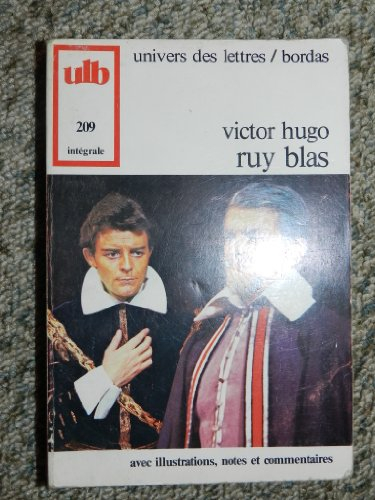 univers des lettres / bordas
ulb
209
intégrale
victor hugo
ruy blas
avec illustrations, notes et commentaires